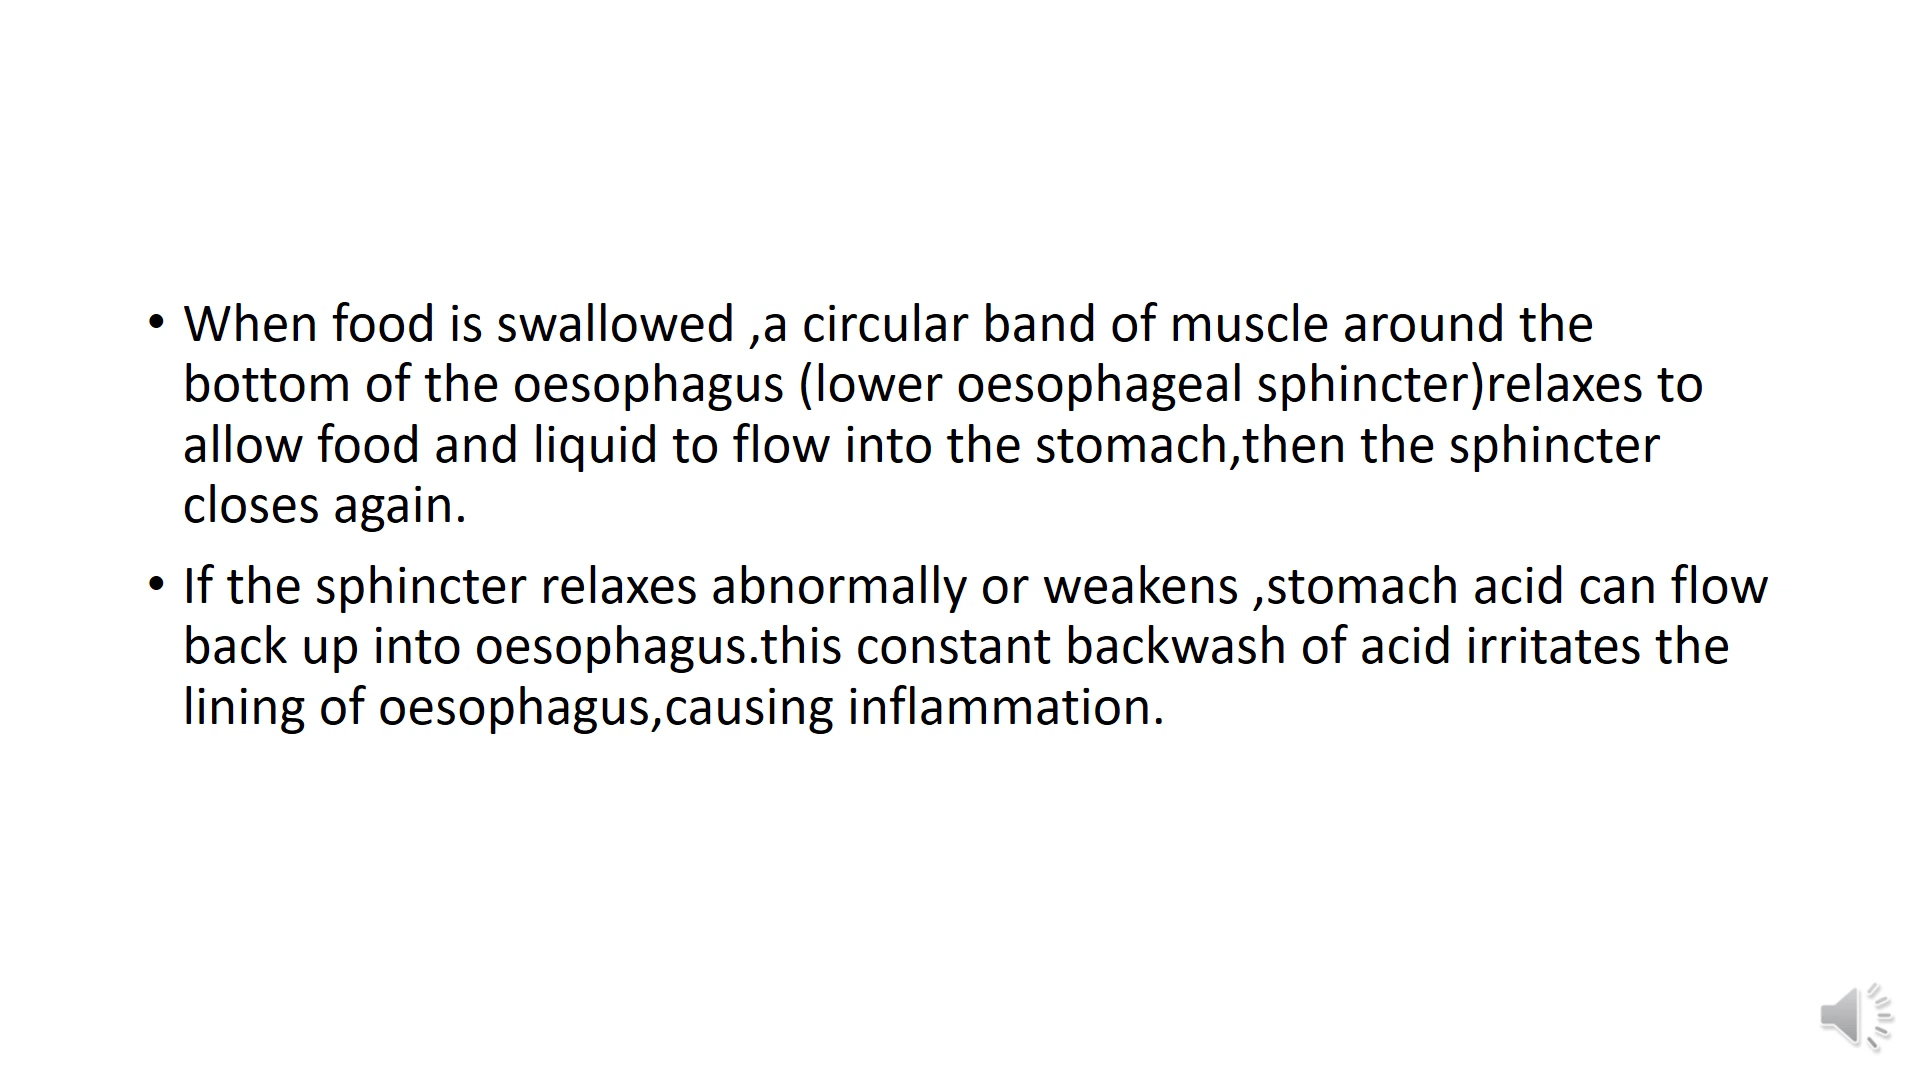 • When food is swallowed ,a circular band of muscle around the
bottom of the oesophagus (lower oesophageal sphincter)relaxes to
allow food and liquid to flow into the stomach,then the sphincter
closes again.
• If the sphincter relaxes abnormally or weakens ,stomach acid can flow
back up into oesophagus.this constant backwash of acid irritates the
lining of oesophagus,causing inflammation.